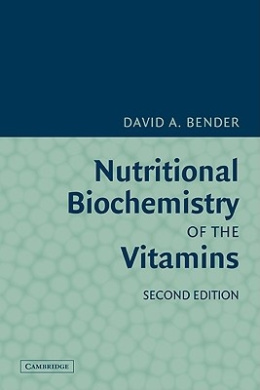 DAVID A. BENDER
Nutritional
Biochemistry
OF THE
Vitamins
SECOND EDITION
CAMBRIDGE